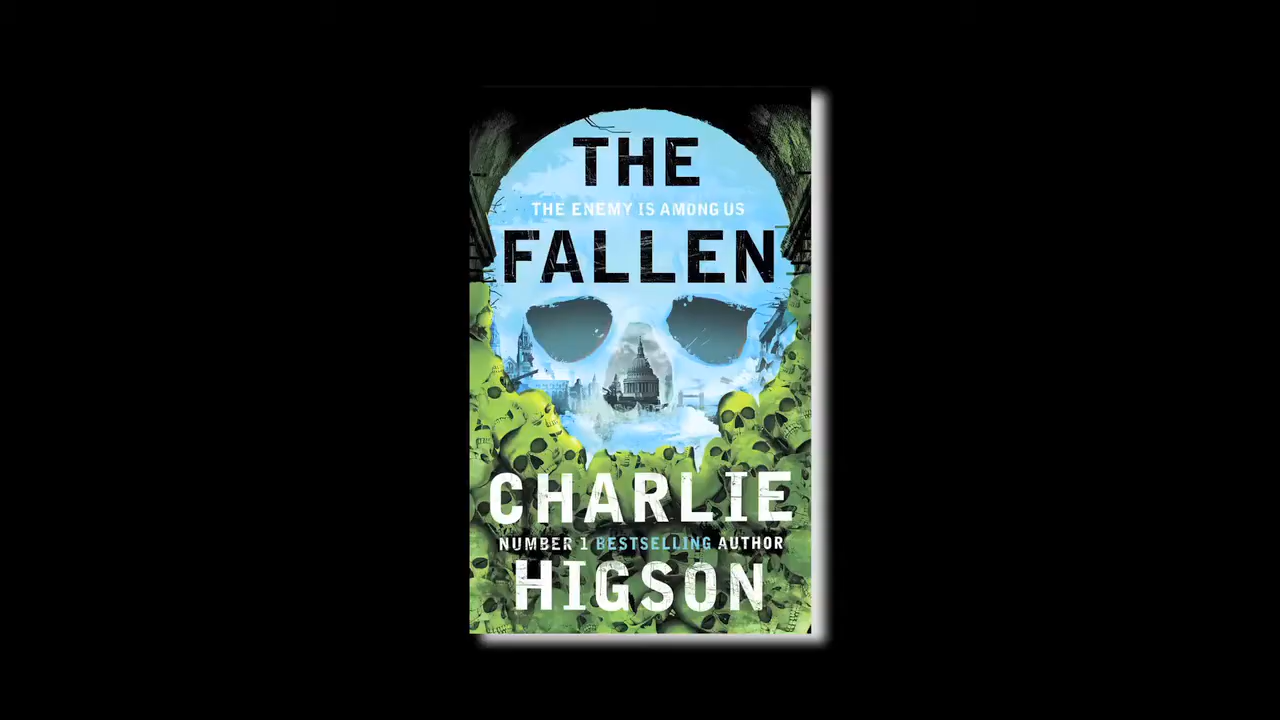 THE
THE ENEMY IS AMONG US
FALLEN
CHARLIE
NUMBER 1 BESTSELLING AUTHOR
HIGSON